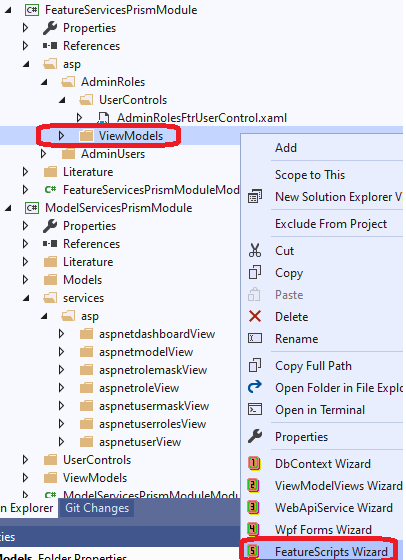 FeatureServicesPrismModule
Properties
References
asp
AdminRoles
UserControls
AdminRolesFtrUserControl.xaml
ViewModels
AdminUsers
Literature
FeatureServicesPrismModuleMod
ModelServicesPrismModule
Properties
References
Literature
Models
services
asp
aspnetdashboardView
aspnetmodelView
aspnetrolemaskView
aspnetroleView
aspnetusermaskView
aspnetuserrolesView
aspnetuserView
UserControls
ViewModels
ModelServicesPrismModuleModu
n Explorer Git Changes
ties
Models Folder Properties
Add
Scope to This
New Solution Explorer V
Exclude From Project
Cut
Copy
Paste
Delete
Rename
Copy Full Path
Open Folder in File Explo
Open in Terminal
Properties
1 DbContext Wizard
2 ViewModelViews Wizard
3 WebApiService Wizard
4 Wpf Forms Wizard
5 FeatureScripts Wizard